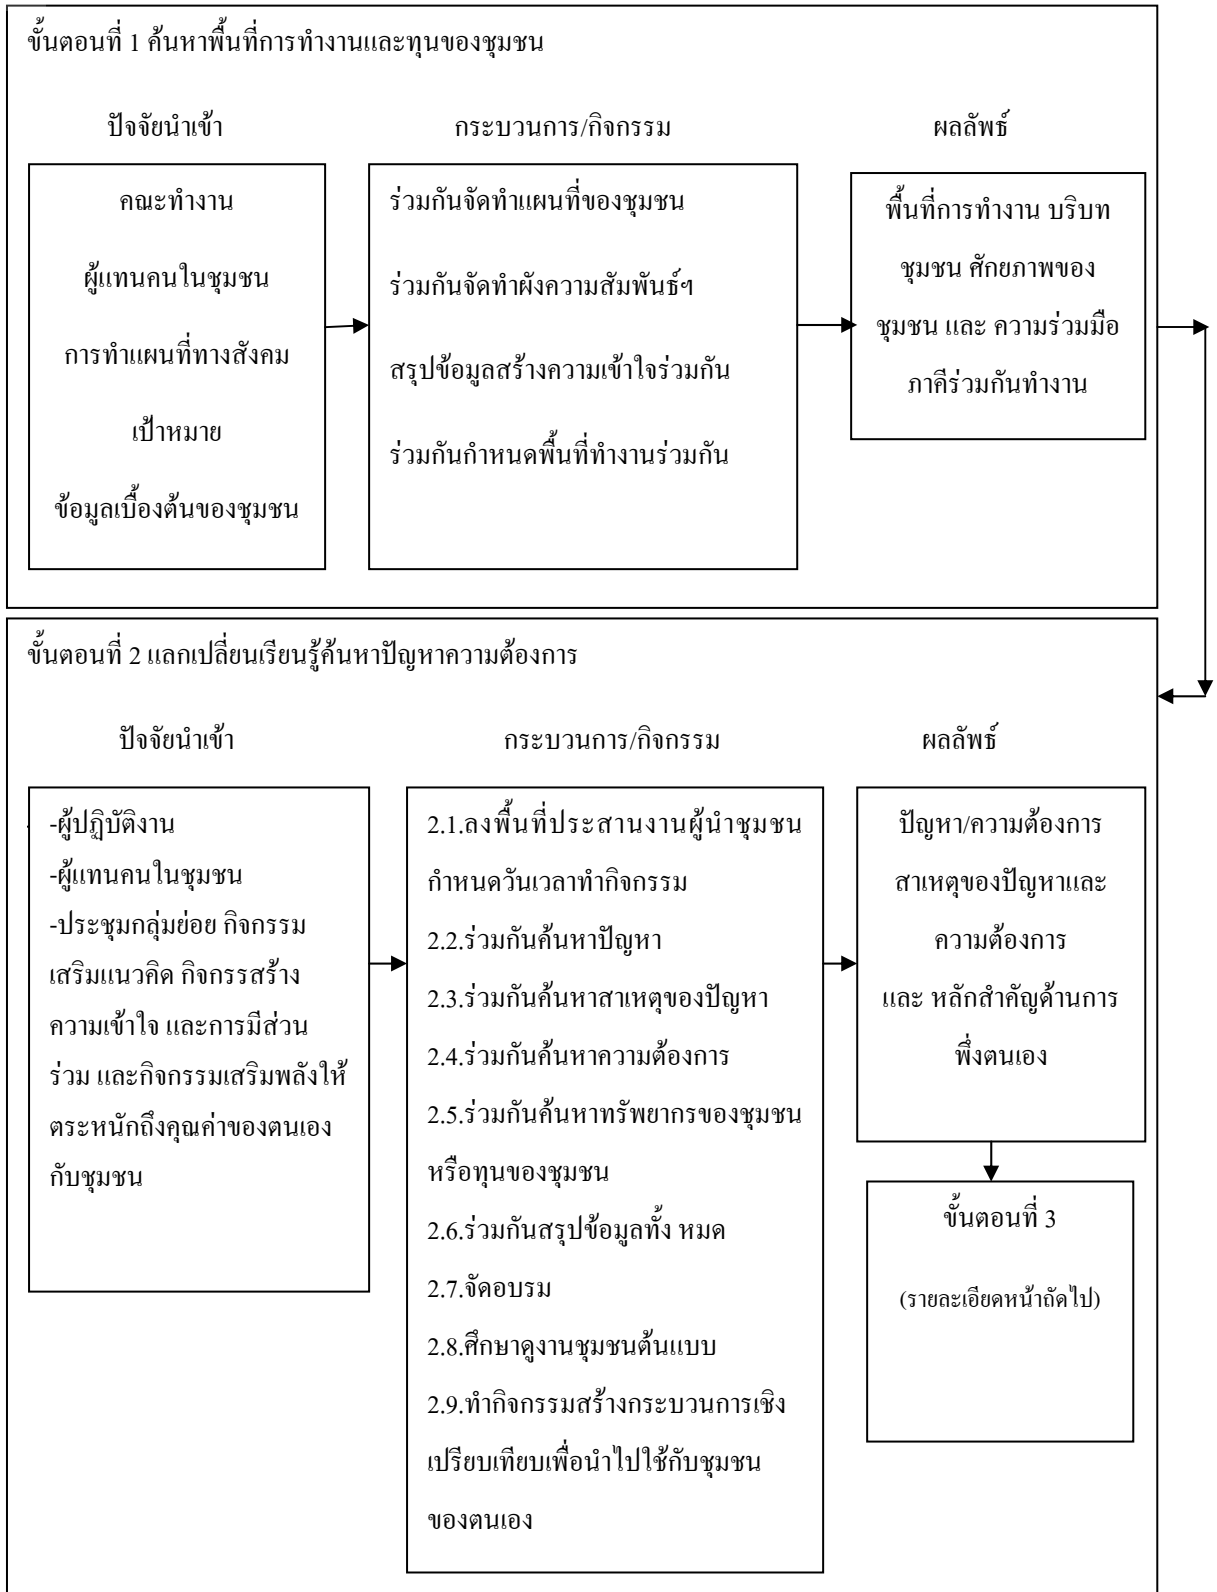 ขั้นตอนที่ 1 ค้นหาพื้นที่การทำงานและทุนของชุมชน
ปัจจัยนำเข้า
กระบวนการ/กิจกรรม
ผลลัพธ์
คณะทำงาน
ผู้แทนคนในชุมชน
การทำแผนที่ทางสังคม
เป้าหมาย
ข้อมูลเบื้องต้นของชุมชน
ร่วมกันจัดทำแผนที่ของชุมชน
ร่วมกันจัดทำผังความสัมพันธ์ฯ
สรุปข้อมูลสร้างความเข้าใจร่วมกัน
ร่วมกันกำหนดพื้นที่ทำงานร่วมกัน
พื้นที่การทำงาน บริบท
ชุมชน ศักยภาพของ
ชุมชน และ ความร่วมมือ
ภาคีร่วมกันทำงาน
ขั้นตอนที่ 2 แลกเปลี่ยนเรียนรู้ค้นหาปัญหาความต้องการ
ปัจจัยนำเข้า
กระบวนการ/กิจกรรม
ผลลัพธ์
-ผู้ปฏิบัติงาน
-ผู้แทนคนในชุมชน
-ประชุมกลุ่มย่อย กิจกรรม
เสริมแนวคิด กิจกรรสร้าง
ความเข้าใจ และการมีส่วน
ร่วม และกิจกรรมเสริมพลังให้
ตระหนักถึงคุณค่าของตนเอง
กับชุมชน
2.1.ลงพื้นที่ประสานงานผู้นำชุมชน
กำหนดวันเวลาทำกิจกรรม
2.2.ร่วมกันค้นหาปัญหา
2.3.ร่วมกันค้นหาสาเหตุของปัญหา
2.4.ร่วมกันค้นหาความต้องการ
2.5.ร่วมกันค้นหาทรัพยากรของชุมชน
หรือทุนของชุมชน
2.6.ร่วมกันสรุปข้อมูลทั้ง หมด
2.7.จัดอบรม
2.8.ศึกษาดูงานชุมชนต้นแบบ
2.9.ทำกิจกรรมสร้างกระบวนการเชิง
เปรียบเทียบเพื่อนำไปใช้กับชุมชน
ของตนเอง
ปัญหา/ความต้องการ
สาเหตุของปัญหาและ
ความต้องการ
และ หลักสำคัญด้านการ
พึ่งตนเอง
ขั้นตอนที่ 3
(รายละเอียดหน้าถัดไป)